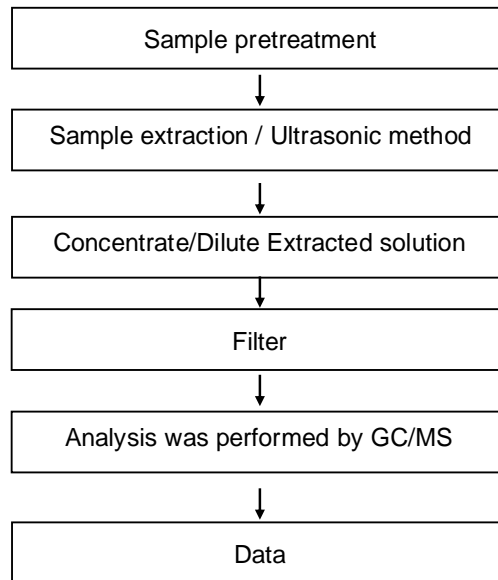 Sample pretreatment
Sample extraction / Ultrasonic method
Concentrate/Dilute Extracted solution
Filter
Analysis was performed by GC/MS
Data